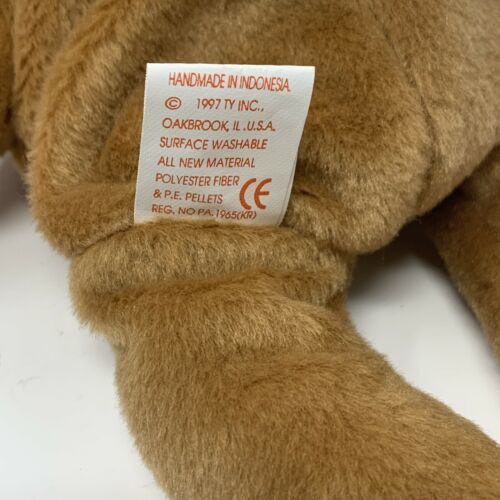 HANDMADE IN INDONESIA
© 1997 TY INC.,
OAKBROOK, IL .U.S.A.
SURFACE WASHABLE
ALL NEW MATERIAL
POLYESTER FIBER
& P.E. PELLETS CE
REG. NO PA. 1965(KR)